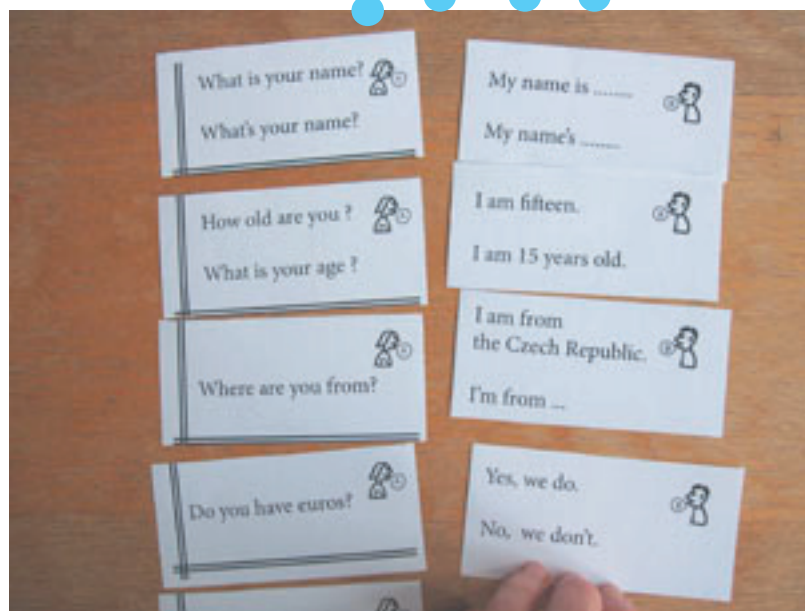 What is your name?
What's your name?
My name is .......
My name's ......
How old are you ?
What is your age ?
I am fifteen.
I am 15 years old.
Where are you from?
I am from
the Czech Republic.
I'm from ...
Do you have euros?
Yes, we do.
No, we don't.